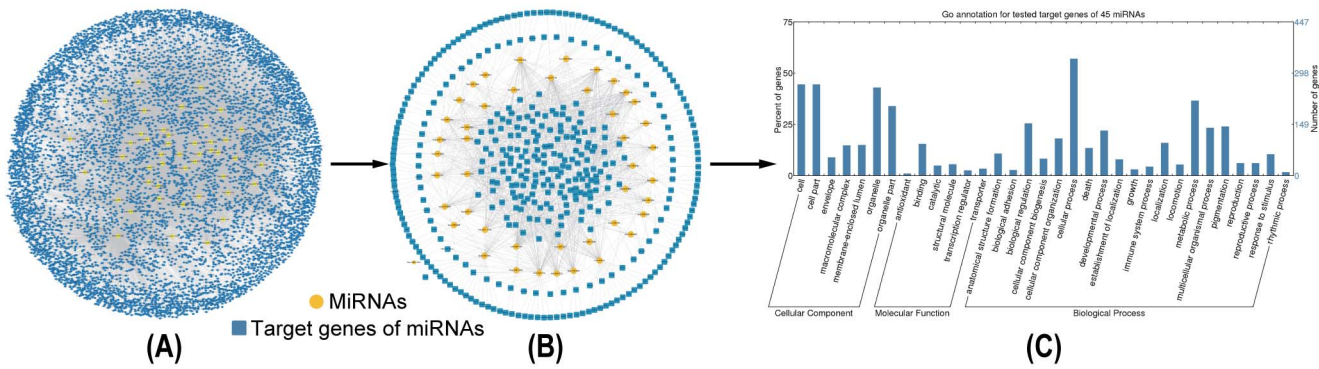 Go annotation for tested target genes of 45 miRNAs
75
50
25
0
Percent of genes
447
298
149
0
Number of genes
cell
cell part
envelope
macromolecular complex
membrane-enclosed lumen
organelle
organelle part
antioxidant
binding
catalytic
structural molecule
transcription regulator
transporter
anatomical structure formation
biological adhesion
biological regulation
cellular component biogenesis
cellular component organization
cellular process
death
developmental process
establishment of localization
growth
immune system process
localization
locomotion
metabolic process
multicellular organismal process
pigmentation
reproduction
reproductive process
response to stimulus
rhythmic process
Cellular Component
Molecular Function
Biological Process
MiRNAs
Target genes of miRNAs
(A)
(B)
(C)